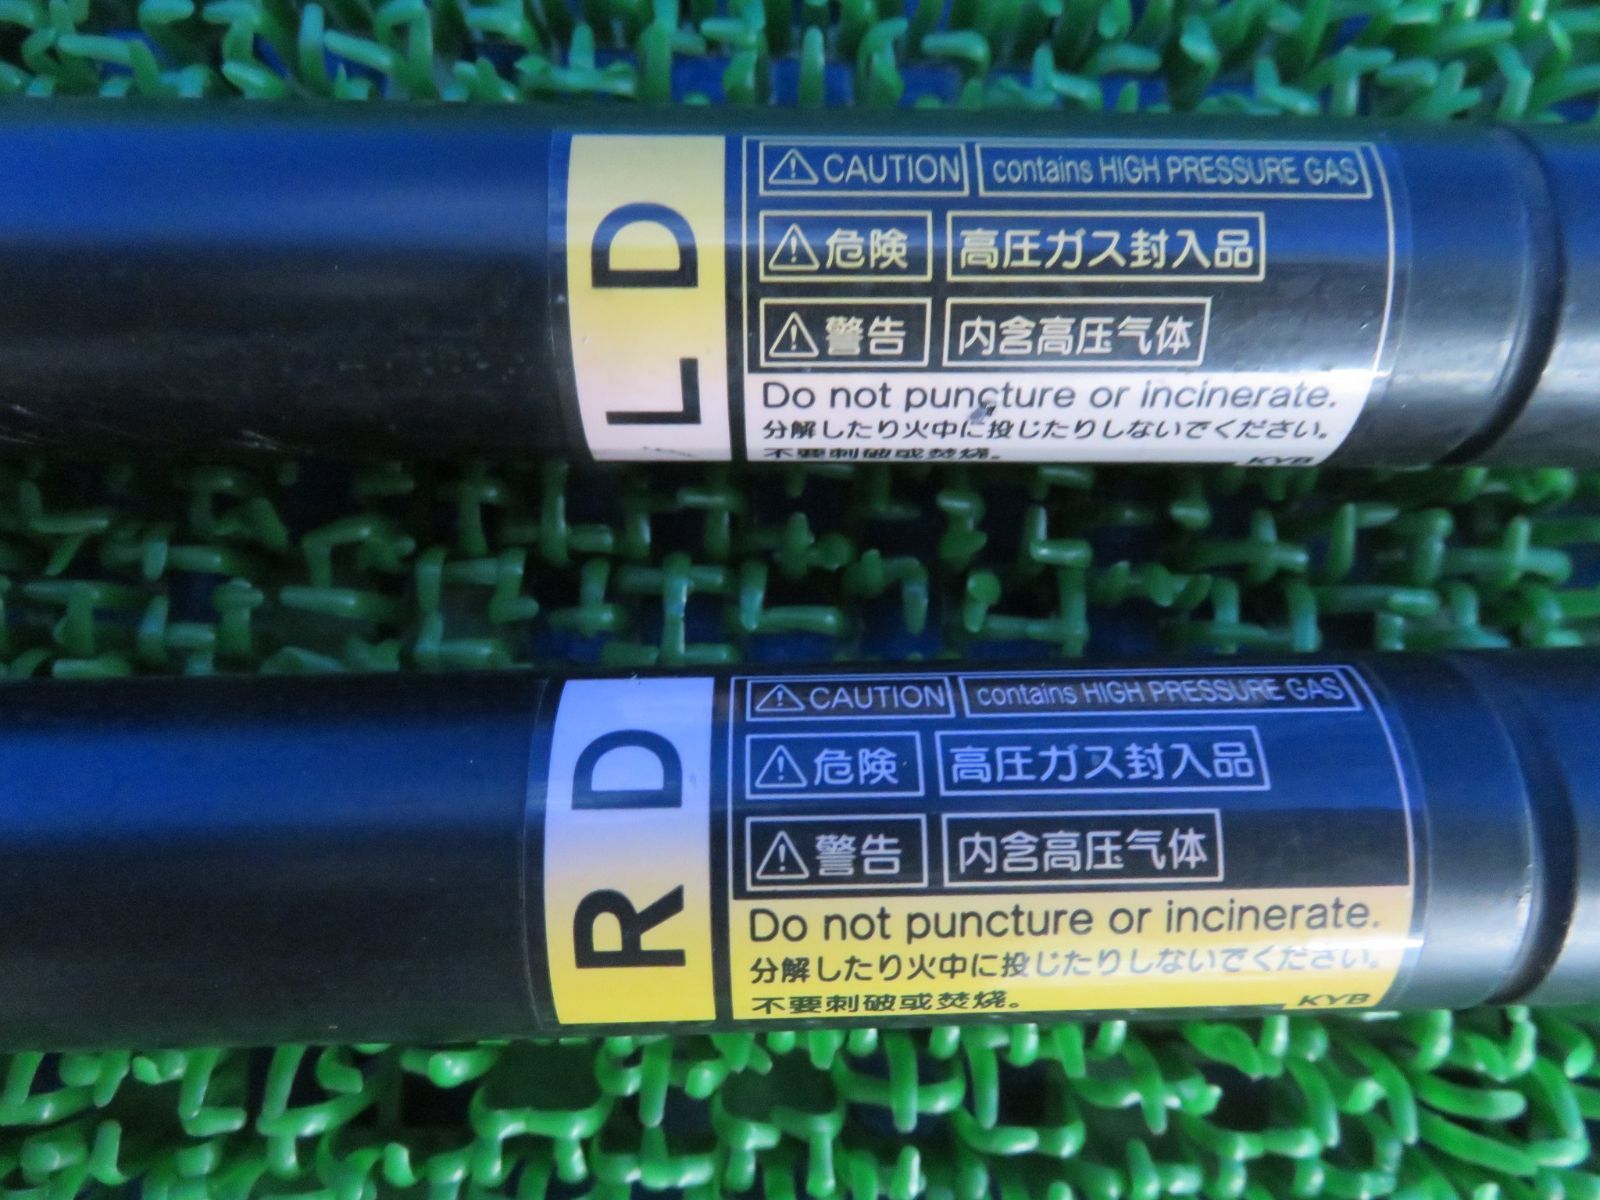 LD
⚠CAUTION contains HIGH PRESSURE GAS
⚠危険 高圧ガス封入品
⚠警告 内含高压气体
Do not puncture or incinerate.
分解したり火中に投じたりしないでください。
不要刺破或焚烧。
KYB
RD
⚠CAUTION contains HIGH PRESSURE GAS
⚠危険 高圧ガス封入品
⚠警告 内含高压气体
Do not puncture or incinerate.
分解したり火中に投じたりしないでください。
不要刺破或焚烧。
KYB